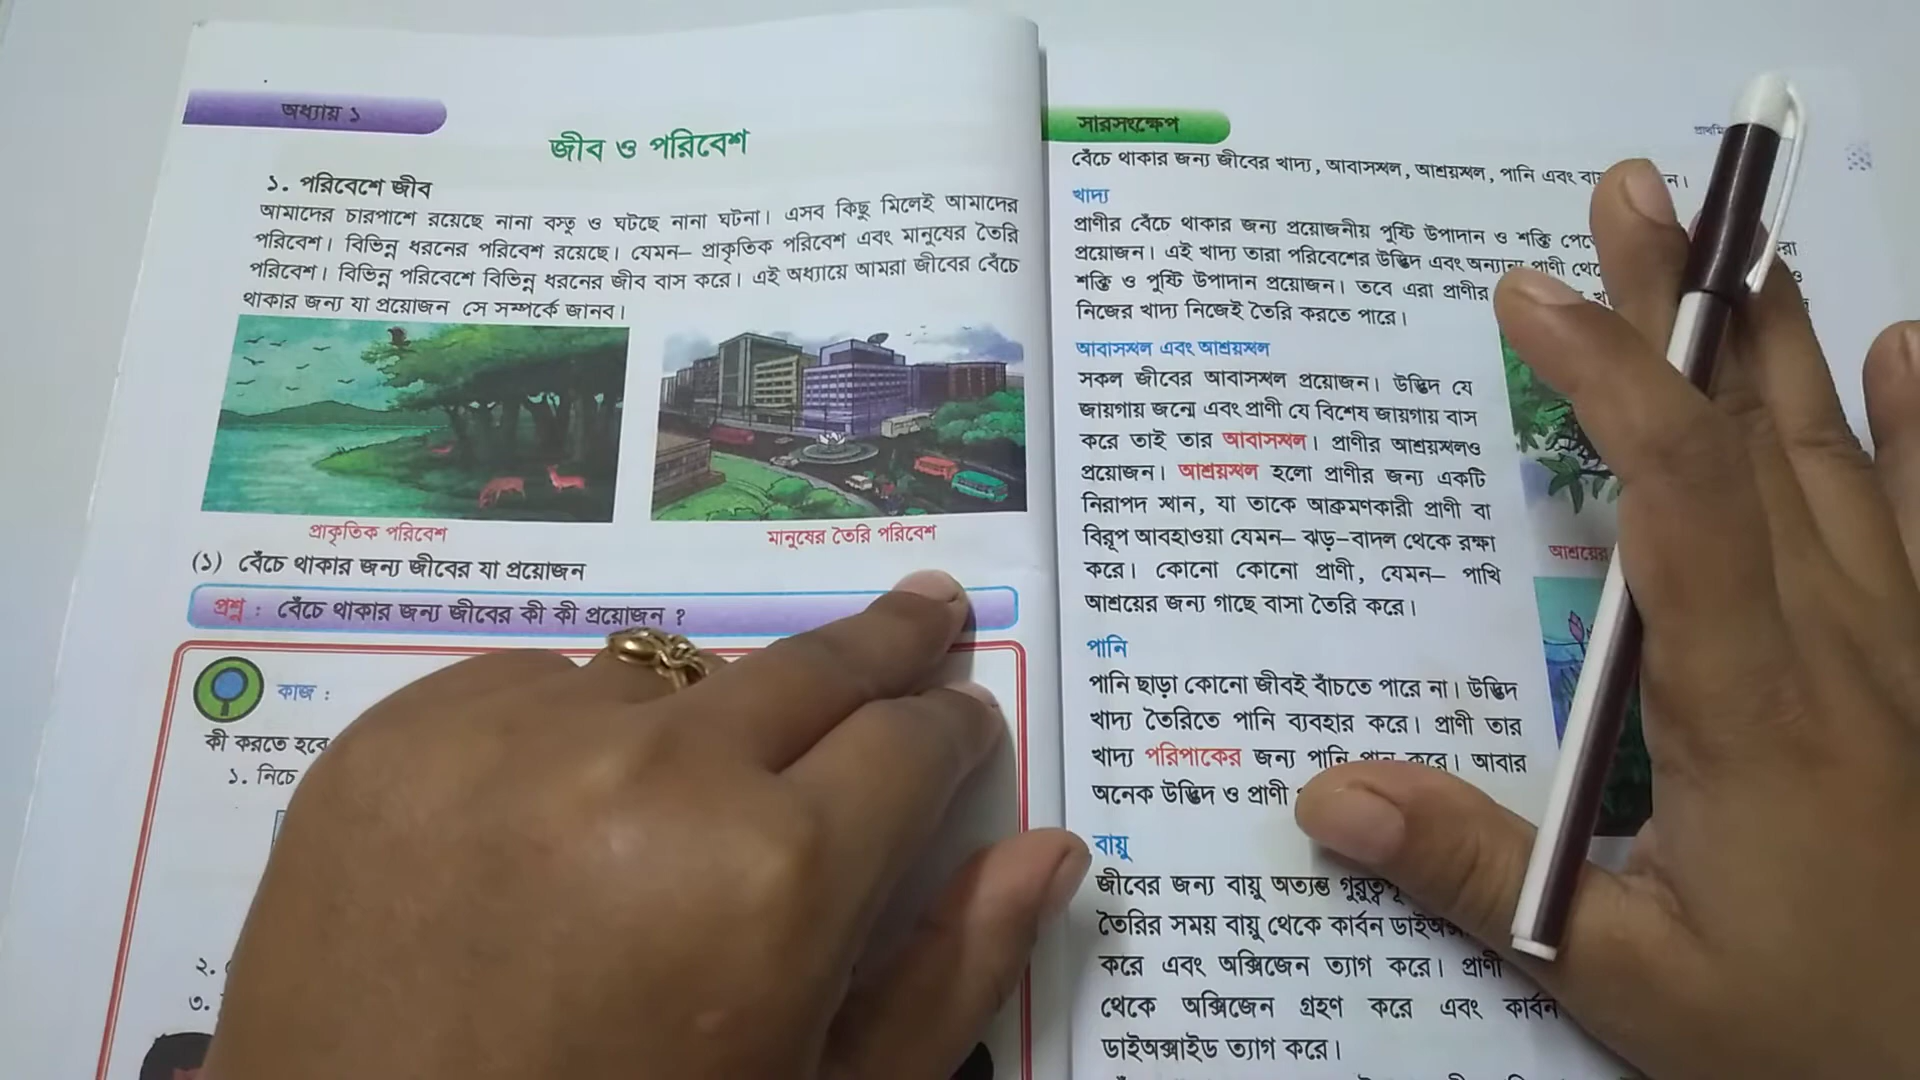 অধ্যায় ১
জীব ও পরিবেশ
১. পরিবেশে জীব
আমাদের চারপাশে রয়েছে নানা বস্তু ও ঘটছে নানা ঘটনা। এসব কিছু মিলেই আমাদের
পরিবেশ। বিভিন্ন ধরনের পরিবেশ রয়েছে। যেমন– প্রাকৃতিক পরিবেশ এবং মানুষের তৈরি
পরিবেশ। বিভিন্ন পরিবেশে বিভিন্ন ধরনের জীব বাস করে। এই অধ্যায়ে আমরা জীবের বেঁচে
থাকার জন্য যা প্রয়োজন সে সম্পর্কে জানব।
প্রাকৃতিক পরিবেশ
মানুষের তৈরি পরিবেশ
(১) বেঁচে থাকার জন্য জীবের যা প্রয়োজন
প্রশ্ন : বেঁচে থাকার জন্য জীবের কী কী প্রয়োজন ?
কাজ :
কী করতে হবে
১. নিচে
২.
৩.
সারসংক্ষেপ
বেঁচে থাকার জন্য জীবের খাদ্য, আবাসস্থল, আশ্রয়স্থল, পানি এবং
খাদ্য
প্রাণীর বেঁচে থাকার জন্য প্রয়োজনীয় পুষ্টি উপাদান ও শক্তি
প্রয়োজন। এই খাদ্য তারা পরিবেশের উদ্ভিদ এবং অন্যান্য প্রাণী
শক্তি ও পুষ্টি উপাদান প্রয়োজন। তবে এরা প্রাণীর
নিজের খাদ্য নিজেই তৈরি করতে পারে।
আবাসস্থল এবং আশ্রয়স্থল
সকল জীবের আবাসস্থল প্রয়োজন। উদ্ভিদ যে
জায়গায় জন্মে এবং প্রাণী যে বিশেষ জায়গায় বাস
করে তাই তার আবাসস্থল। প্রাণীর আশ্রয়স্থলও
প্রয়োজন। আশ্রয়স্থল হলো প্রাণীর জন্য একটি
নিরাপদ স্থান, যা তাকে আক্রমণকারী প্রাণী বা
বিরূপ আবহাওয়া যেমন– ঝড়–বাদল থেকে রক্ষা
করে। কোনো কোনো প্রাণী, যেমন– পাখি
আশ্রয়ের জন্য গাছে বাসা তৈরি করে।
আশ্রয়ের
পানি
পানি ছাড়া কোনো জীবই বাঁচতে পারে না। উদ্ভিদ
খাদ্য তৈরিতে পানি ব্যবহার করে। প্রাণী তার
খাদ্য পরিপাকের জন্য পানি পান করে। আবার
অনেক উদ্ভিদ ও প্রাণী
বায়ু
জীবের জন্য বায়ু অত্যন্ত
তৈরির সময় বায়ু থেকে কার্বন
করে এবং অক্সিজেন ত্যাগ করে। প্রাণী
থেকে অক্সিজেন গ্রহণ করে এবং কার্বন
ডাইঅক্সাইড ত্যাগ করে।